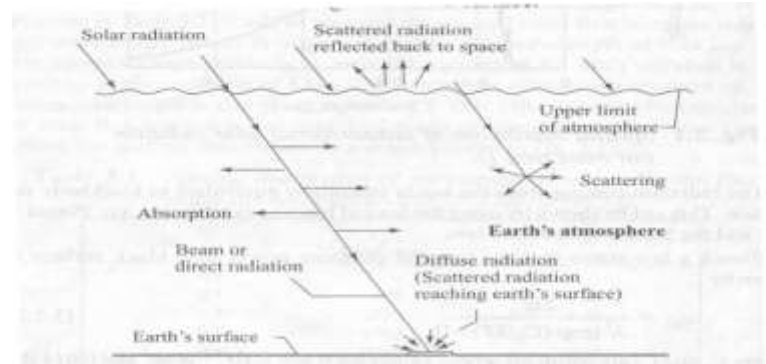 Solar radiation
Scattered radiation
reflected back to space
Upper limit
of atmosphere
Scattering
Absorption
Earth's atmosphere
Beam or
direct radiation
Diffuse radiation
(Scattered radiation
reaching earth's surface)
Earth's surface